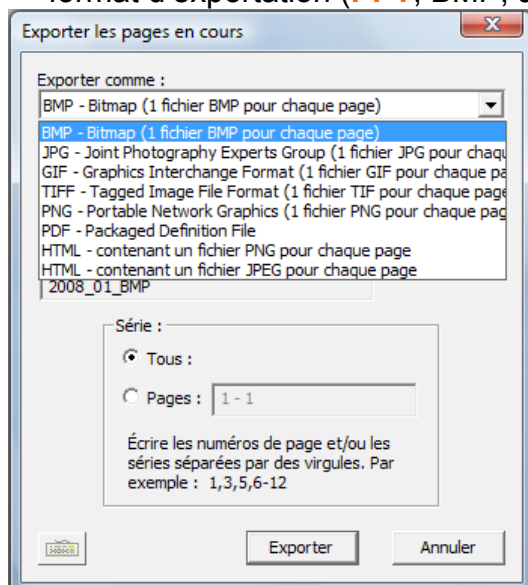 format d'exportation (
Exporter les pages en cours
Exporter comme :
BMP - Bitmap (1 fichier BMP pour chaque page)
BMP - Bitmap (1 fichier BMP pour chaque page)
JPG - Joint Photography Experts Group (1 fichier JPG pour chaqu
GIF - Graphics Interchange Format (1 fichier GIF pour chaque pa
TIFF - Tagged Image File Format (1 fichier TIF pour chaque page
PNG - Portable Network Graphics (1 fichier PNG pour chaque pag
PDF - Packaged Definition File
HTML - contenant un fichier PNG pour chaque page
HTML - contenant un fichier JPEG pour chaque page
2008_01_BMP
Série :
Tous :
Pages : 1 - 1
Écrire les numéros de page et/ou les
séries séparées par des virgules. Par
exemple : 1,3,5,6-12
Exporter Annuler